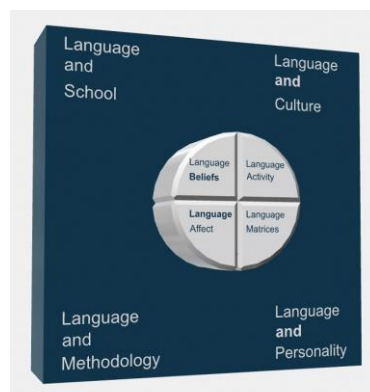 Language
and
School
Language
and
Culture
Language
Beliefs
Language
Activity
Language
Affect
Language
Matrices
Language
and
Methodology
Language
and
Personality